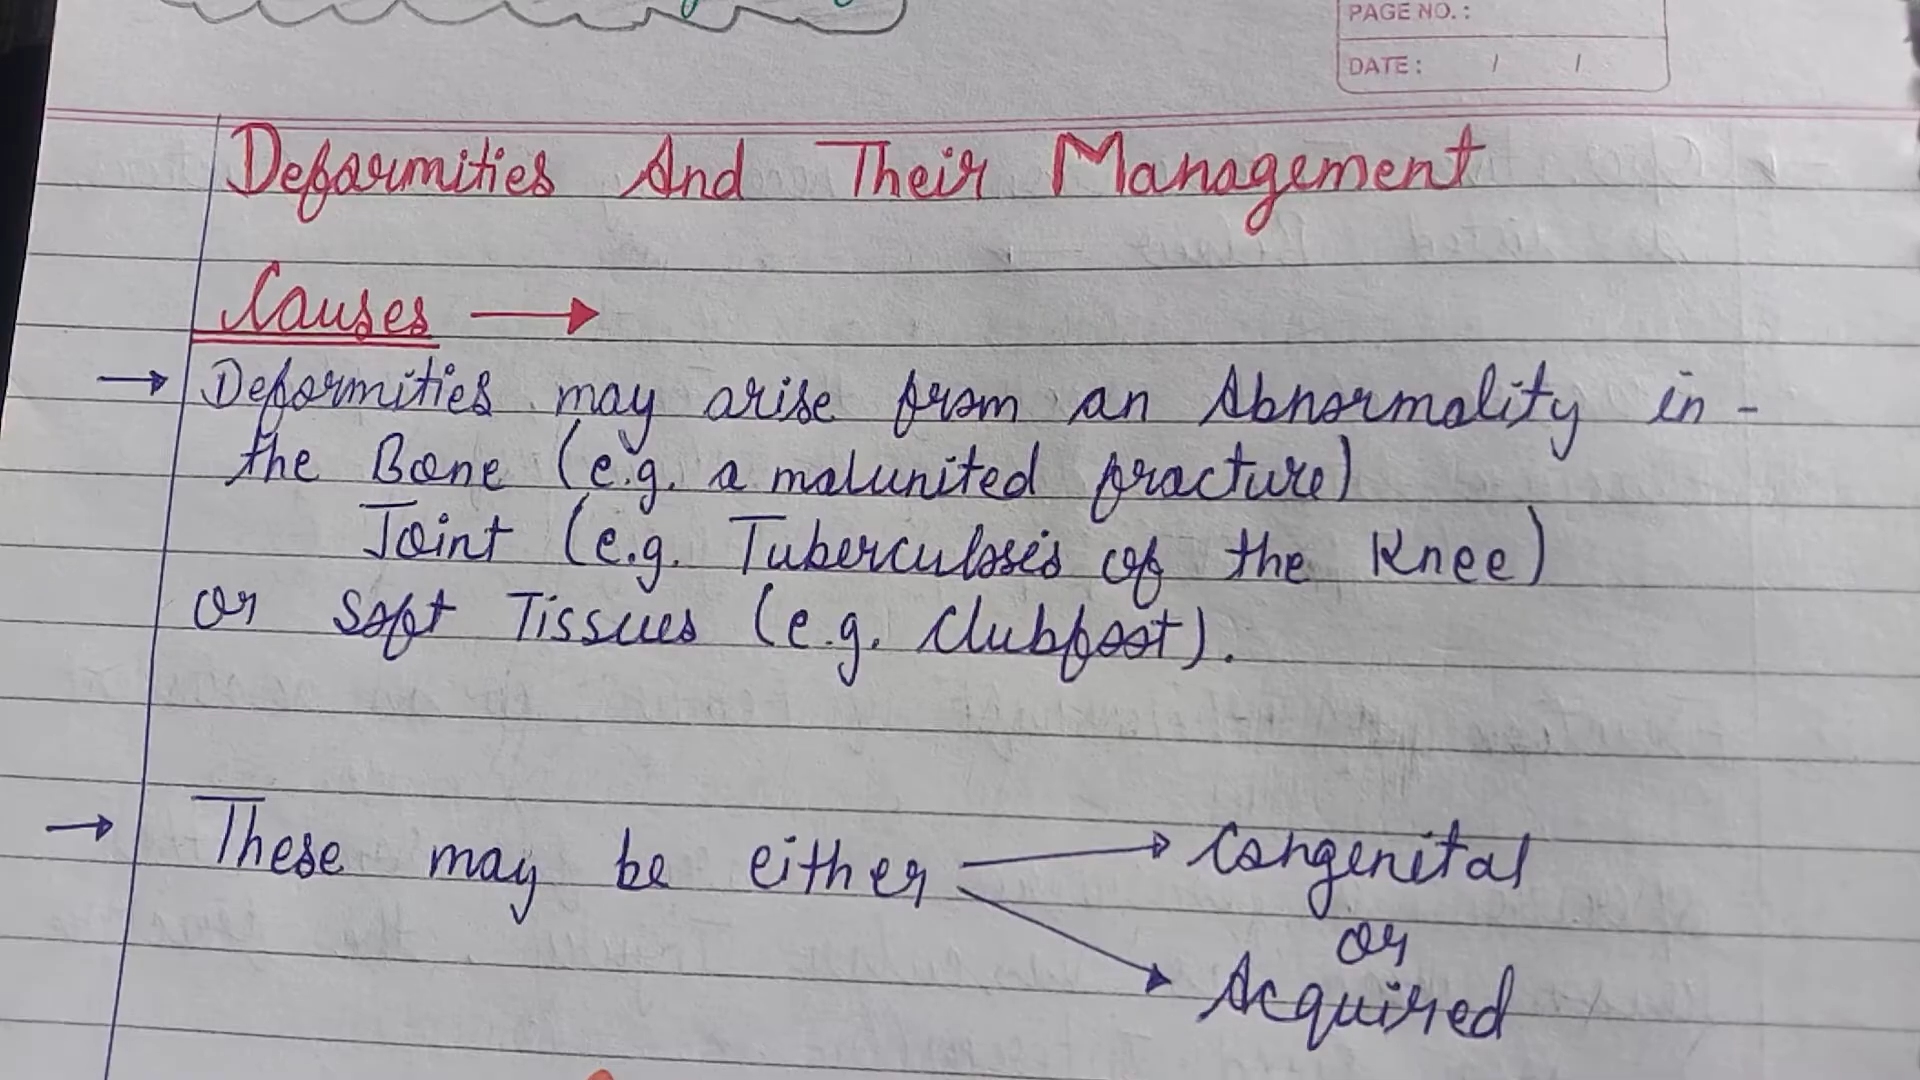 PAGE NO. :
DATE : / /
Deformities And Their Management
Causes →
→ Deformities may arise from an Abnormality in -
the Bone (e.g. a malunited fracture)
Joint (e.g. Tuberculosis of the Knee)
or Soft Tissues (e.g. Clubfoot).
→ These may be either → Congenital
or
→ Acquired